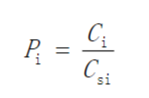 P_i = C_i / C_si